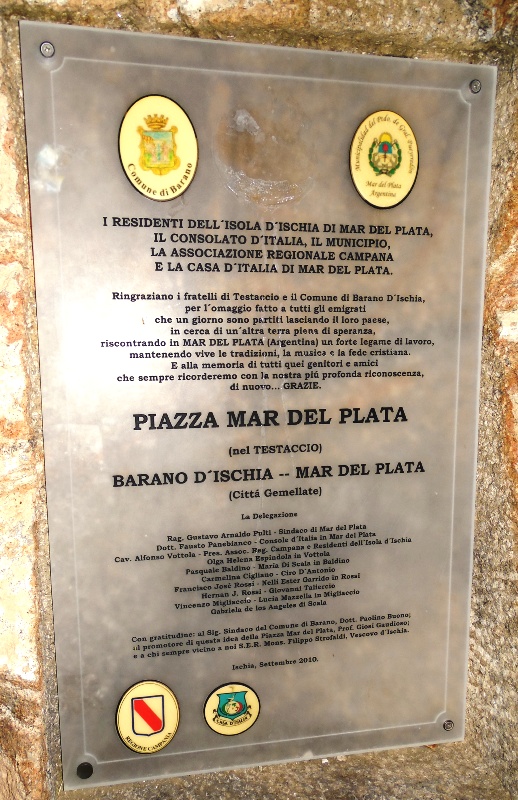 Comune di Barano
Municipalidad del Ptdo. de Gral. Pueyrredon
Mar del Plata
Argentina
I RESIDENTI DELL´ISOLA D´ISCHIA DI MAR DEL PLATA,
IL CONSOLATO D´ITALIA, IL MUNICIPIO,
LA ASSOCIAZIONE REGIONALE CAMPANA
E LA CASA D´ITALIA DI MAR DEL PLATA.
Ringraziano i fratelli di Testaccio e il Comune di Barano D´Ischia,
per l´omaggio fatto a tutti gli emigrati
che un giorno sono partiti lasciando il loro paese,
in cerca di un´altra terra piena di speranza,
riscontrando in MAR DEL PLATA (Argentina) un forte legame di lavoro,
mantenendo vive le tradizioni, la musica e la fede cristiana.
E alla memoria di tutti quei genitori e amici
che sempre ricorderemo con la nostra piú profonda riconoscenza,
di nuovo... GRAZIE.
PIAZZA MAR DEL PLATA
(nel TESTACCIO)
BARANO D´ISCHIA -- MAR DEL PLATA
(Cittá Gemellate)
La Delegazione
Rag. Gustavo Arnaldo Pulti - Sindaco di Mar del Plata
Dott. Fausto Panebianco - Console d´Italia in Mar del Plata
Cav. Alfonso Vottola - Pres. Assoc. Reg. Campana e Residenti dell´Isola d´Ischia
Olga Helena Espindola in Vottola
Pasquale Baldino - Maria Di Scala in Baldino
Carmelina Cigliano - Ciro D´Antonio
Francisco José Rossi - Nelli Ester Garrido in Rossi
Hernan J. Rossi - Giovanni Taliercio
Vincenzo Migliaccio - Lucia Mazzella in Migliaccio
Gabriela de los Angeles di Scala
Con gratitudine: al Sig. Sindaco del Comune di Barano, Dott. Paolino Buono;
il promotore di questa idea della Piazza Mar del Plata, Prof. Giosi Gaudioso;
e a chi sempre vicino a noi S.E.R. Mons. Filippo Strofaldi, Vescovo d´Ischia.
Ischia, Settembre 2010.
REGIONE CAMPANIA
CASA D´ITALIA